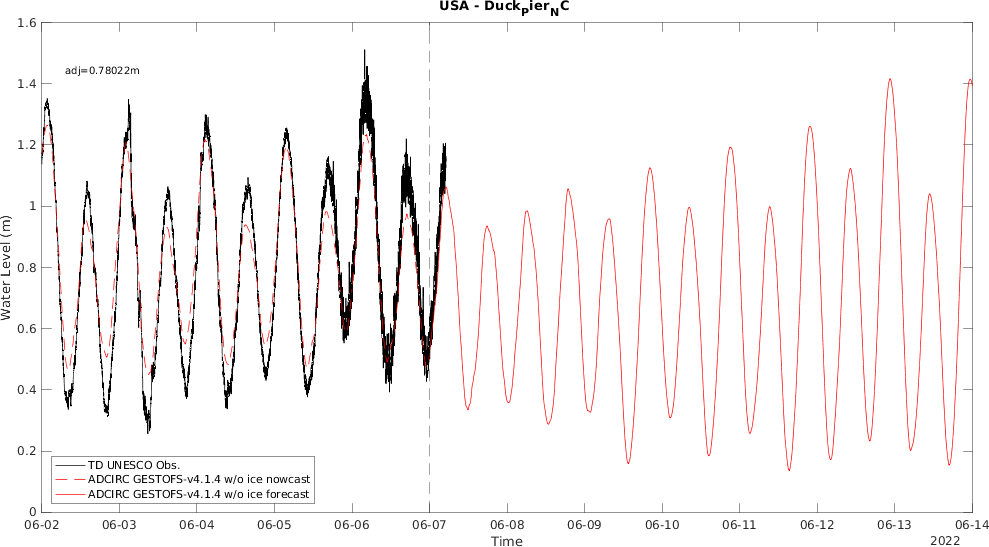 USA - DuckPierNC
adj=0.78022m
1.6
1.4
1.2
1
0.8
0.6
0.4
0.2
0
Water Level (m)
TD UNESCO Obs.
ADCIRC GESTOFS-v4.1.4 w/o ice nowcast
ADCIRC GESTOFS-v4.1.4 w/o ice forecast
06-02 06-03 06-04 06-05 06-06 06-07 06-08 06-09 06-10 06-11 06-12 06-13 06-14
Time
2022